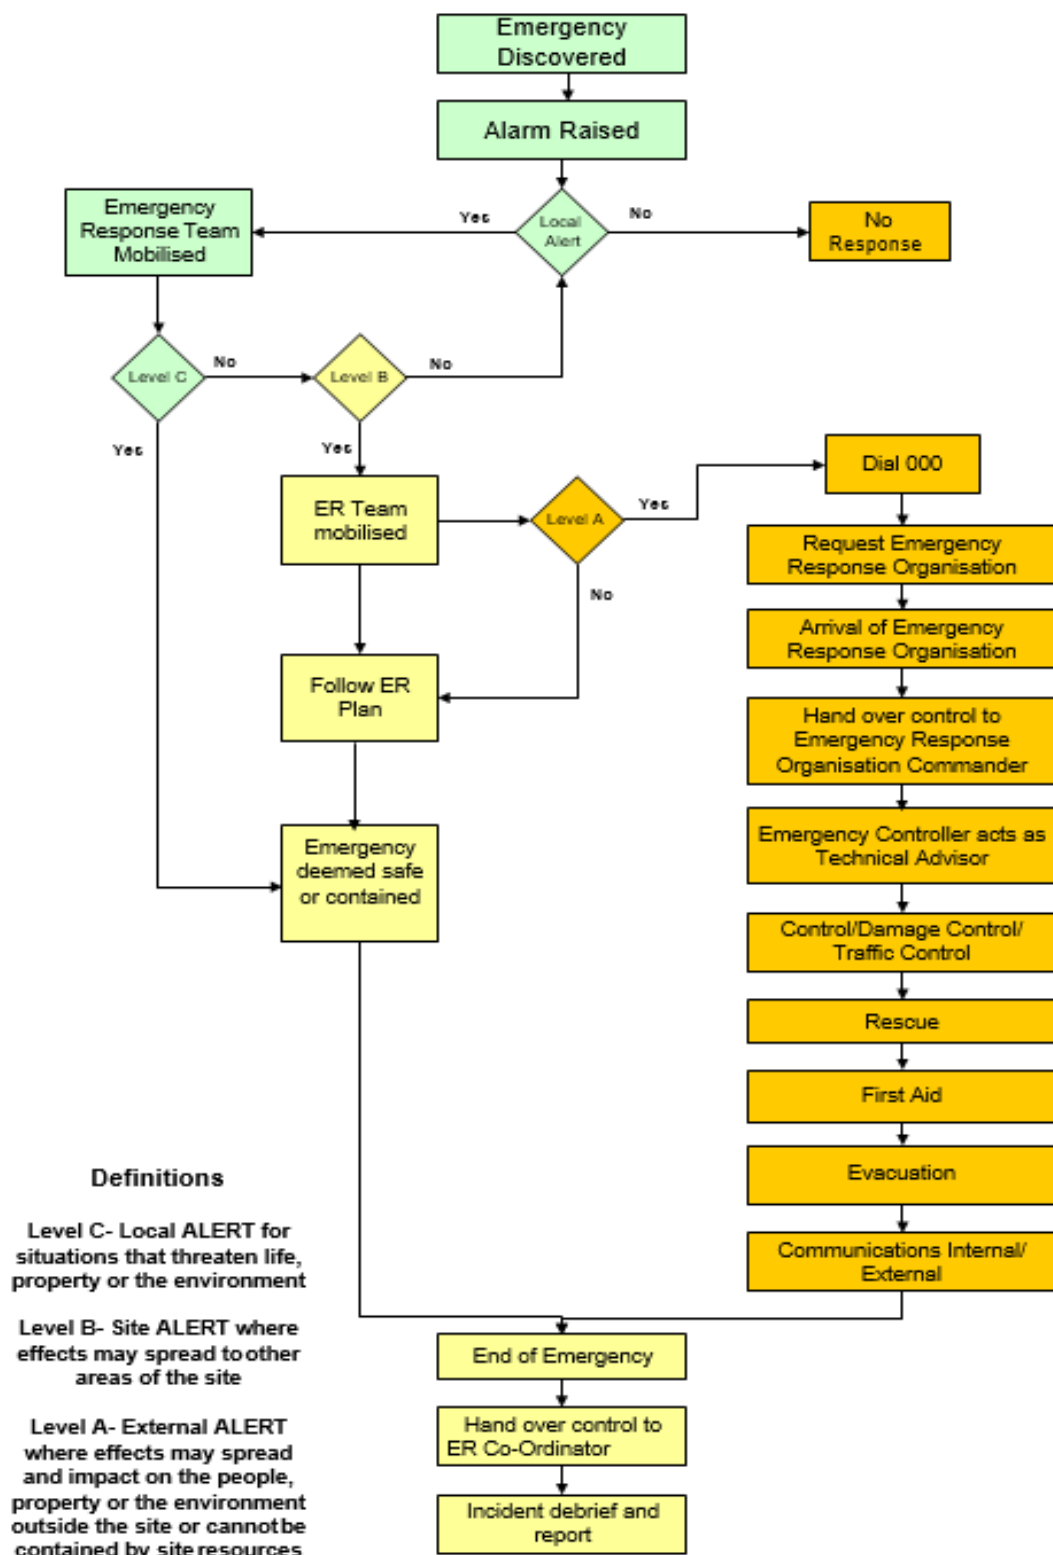 Emergency
Discovered
Alarm Raised
Local
Alert
Yes
No
No
Response
Emergency
Response Team
Mobilised
Level C
No
Level B
No
Yes
Yes
ER Team
mobilised
Level A
Yes
No
Dial 000
Request Emergency
Response Organisation
Arrival of Emergency
Response Organisation
Follow ER
Plan
Hand over control to
Emergency Response
Organisation Commander
Emergency
deemed safe
or contained
Emergency Controller acts as
Technical Advisor
Control/Damage Control/
Traffic Control
Rescue
First Aid
Evacuation
Communications Internal/
External
End of Emergency
Hand over control to
ER Co-Ordinator
Incident debrief and
report
Definitions
Level C- Local ALERT for
situations that threaten life,
property or the environment
Level B- Site ALERT where
effects may spread to other
areas of the site
Level A- External ALERT
where effects may spread
and impact on the people,
property or the environment
outside the site or cannot be
contained by site resources